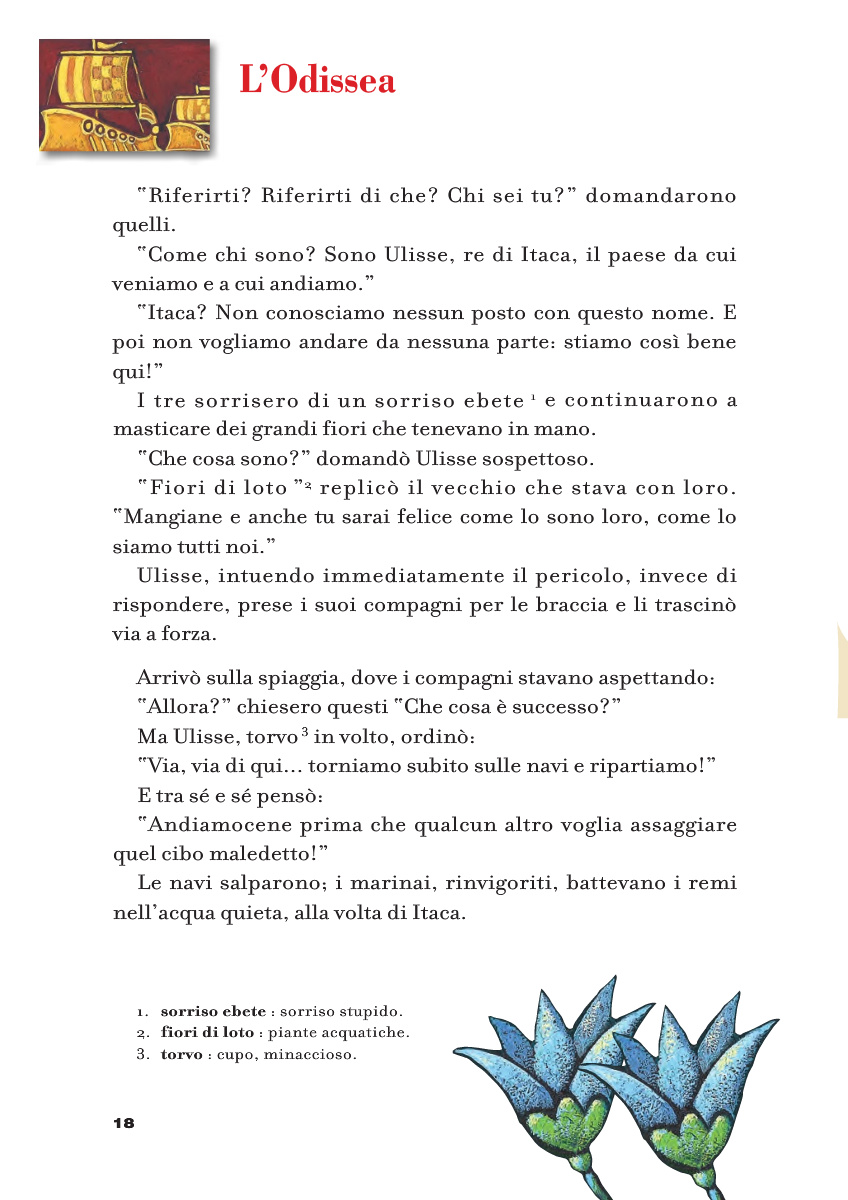 L’Odissea
“Riferirti? Riferirti di che? Chi sei tu?” domandarono
quelli.
“Come chi sono? Sono Ulisse, re di Itaca, il paese da cui
veniamo e a cui andiamo.”
“Itaca? Non conosciamo nessun posto con questo nome. E
poi non vogliamo andare da nessuna parte: stiamo così bene
qui!”
I tre sorrisero di un sorriso ebete 1 e continuarono a
masticare dei grandi fiori che tenevano in mano.
“Che cosa sono?” domandò Ulisse sospettoso.
“Fiori di loto ”2 replicò il vecchio che stava con loro.
“Mangiane e anche tu sarai felice come lo sono loro, come lo
siamo tutti noi.”
Ulisse, intuendo immediatamente il pericolo, invece di
rispondere, prese i suoi compagni per le braccia e li trascinò
via a forza.
Arrivò sulla spiaggia, dove i compagni stavano aspettando:
“Allora?” chiesero questi “Che cosa è successo?”
Ma Ulisse, torvo 3 in volto, ordinò:
“Via, via di qui... torniamo subito sulle navi e ripartiamo!”
E tra sé e sé pensò:
“Andiamocene prima che qualcun altro voglia assaggiare
quel cibo maledetto!”
Le navi salparono; i marinai, rinvigoriti, battevano i remi
nell’acqua quieta, alla volta di Itaca.
1. sorriso ebete : sorriso stupido.
2. fiori di loto : piante acquatiche.
3. torvo : cupo, minaccioso.
18